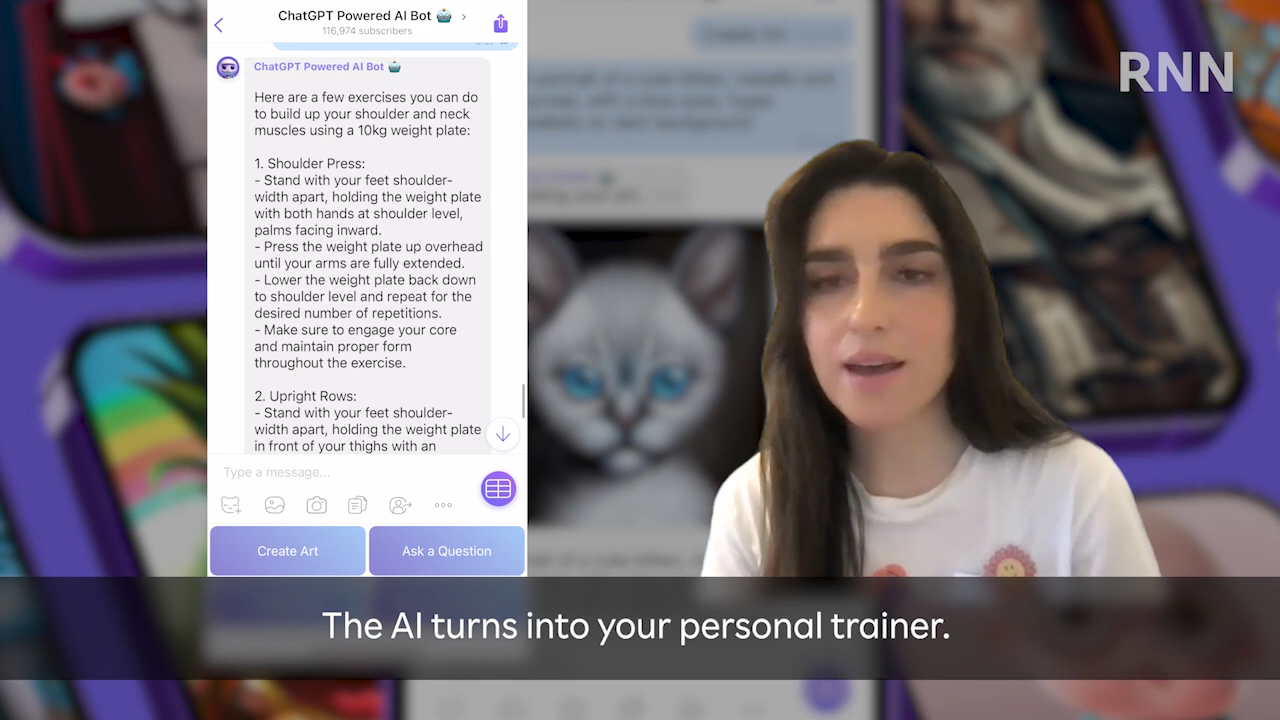 ChatGPT Powered AI Bot
116,974 subscribers
RNN
ChatGPT Powered AI Bot
Here are a few exercises you can do
to build up your shoulder and neck
muscles using a 10kg weight plate:
1. Shoulder Press:
- Stand with your feet shoulder-
width apart, holding the weight plate
with both hands at shoulder level,
palms facing inward.
- Press the weight plate up overhead
until your arms are fully extended.
- Lower the weight plate back down
to shoulder level and repeat for the
desired number of repetitions.
- Make sure to engage your core
and maintain proper form
throughout the exercise.
2. Upright Rows:
- Stand with your feet shoulder-
width apart, holding the weight plate
in front of your thighs with an
Type a message...
Create Art
Ask a Question
The AI turns into your personal trainer.